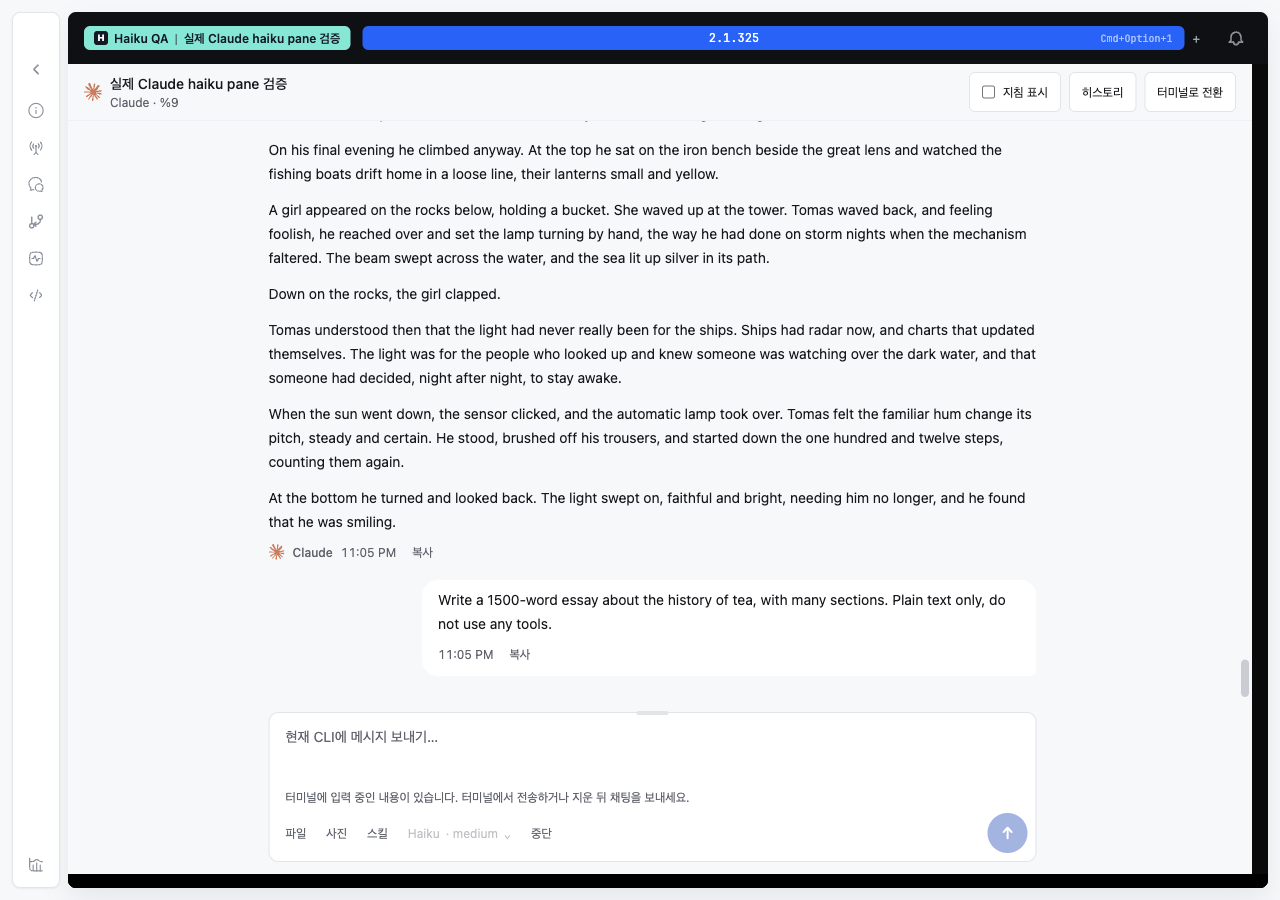 H Haiku QA | 실제 Claude haiku pane 검증
2.1.325
Cmd+Option+1
+
실제 Claude haiku pane 검증
Claude · %9
지침 표시
히스토리
터미널로 전환
On his final evening he climbed anyway. At the top he sat on the iron bench beside the great lens and watched the
fishing boats drift home in a loose line, their lanterns small and yellow.
A girl appeared on the rocks below, holding a bucket. She waved up at the tower. Tomas waved back, and feeling
foolish, he reached over and set the lamp turning by hand, the way he had done on storm nights when the mechanism
faltered. The beam swept across the water, and the sea lit up silver in its path.
Down on the rocks, the girl clapped.
Tomas understood then that the light had never really been for the ships. Ships had radar now, and charts that updated
themselves. The light was for the people who looked up and knew someone was watching over the dark water, and that
someone had decided, night after night, to stay awake.
When the sun went down, the sensor clicked, and the automatic lamp took over. Tomas felt the familiar hum change its
pitch, steady and certain. He stood, brushed off his trousers, and started down the one hundred and twelve steps,
counting them again.
At the bottom he turned and looked back. The light swept on, faithful and bright, needing him no longer, and he found
that he was smiling.
Claude 11:05 PM 복사
Write a 1500-word essay about the history of tea, with many sections. Plain text only, do
not use any tools.
11:05 PM 복사
현재 CLI에 메시지 보내기...
터미널에 입력 중인 내용이 있습니다. 터미널에서 전송하거나 지운 뒤 채팅을 보내세요.
파일 사진 스킬 Haiku · medium 중단